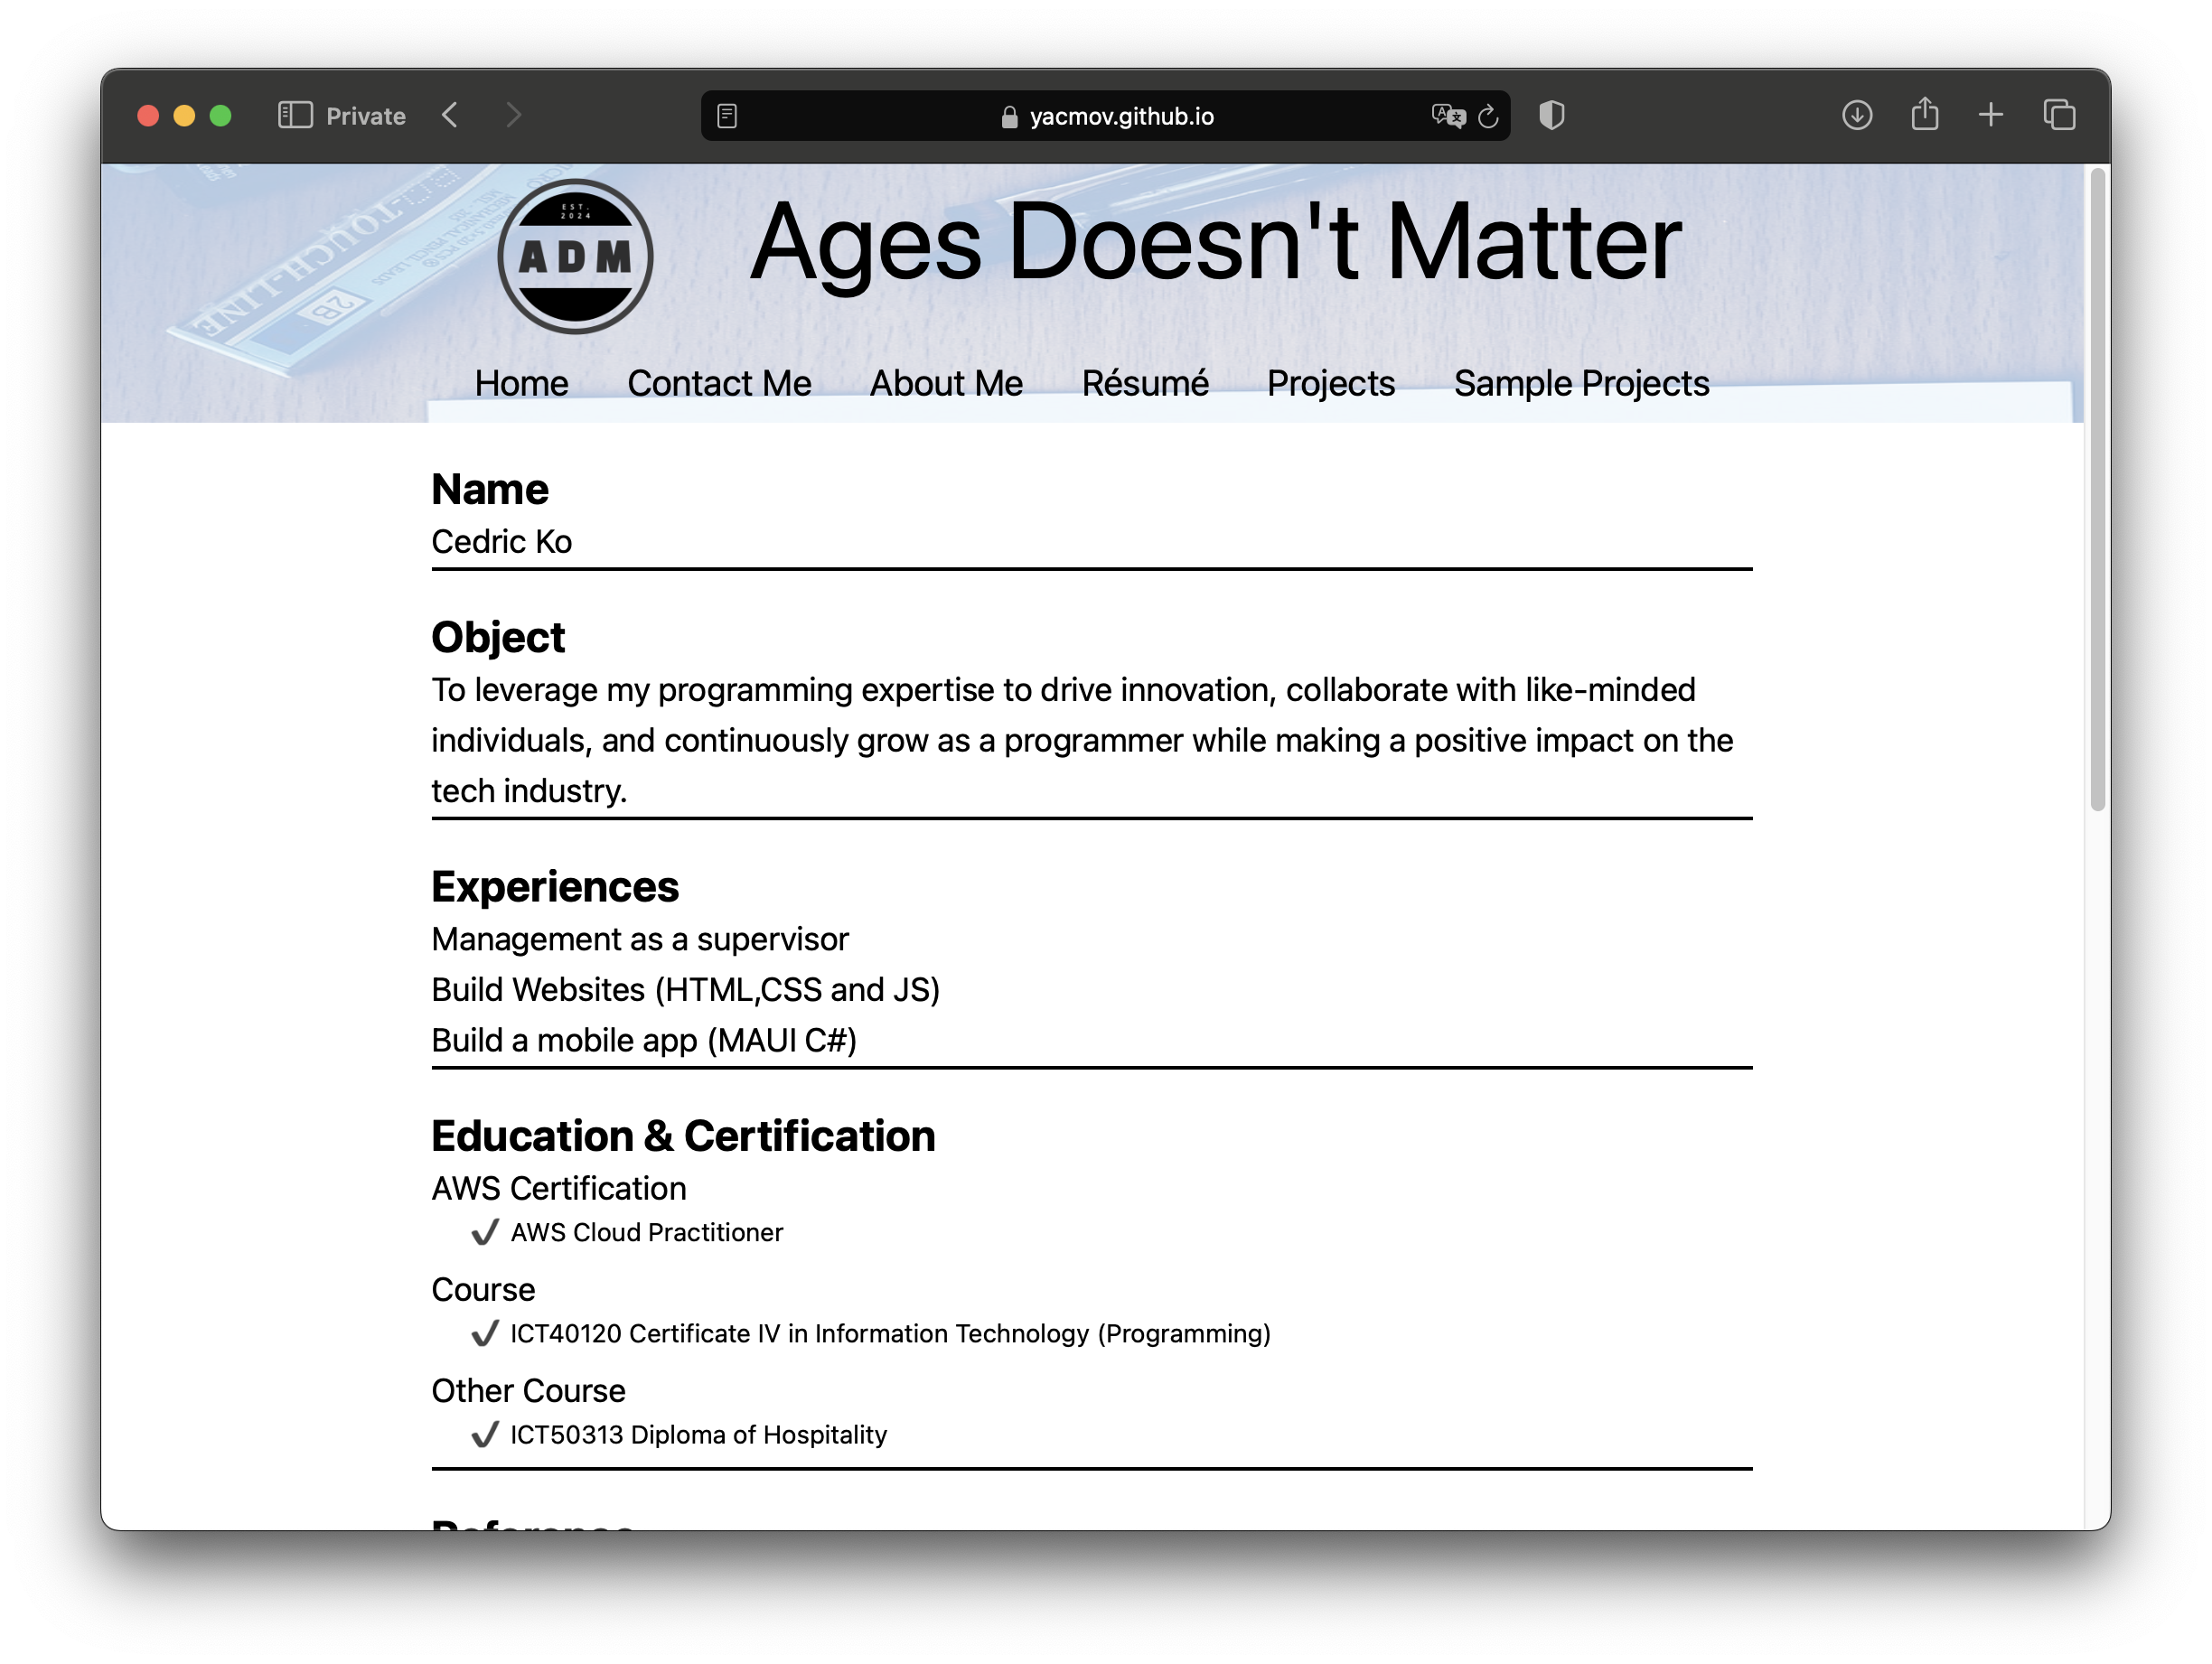 Private
yacmov.github.io
EST.
2024
ADM
Ages Doesn't Matter
TOUCH-LINE
2B
Home Contact Me About Me Résumé Projects Sample Projects
Name
Cedric Ko
Object
To leverage my programming expertise to drive innovation, collaborate with like-minded
individuals, and continuously grow as a programmer while making a positive impact on the
tech industry.
Experiences
Management as a supervisor
Build Websites (HTML,CSS and JS)
Build a mobile app (MAUI C#)
Education & Certification
AWS Certification
✔ AWS Cloud Practitioner
Course
✔ ICT40120 Certificate IV in Information Technology (Programming)
Other Course
✔ ICT50313 Diploma of Hospitality